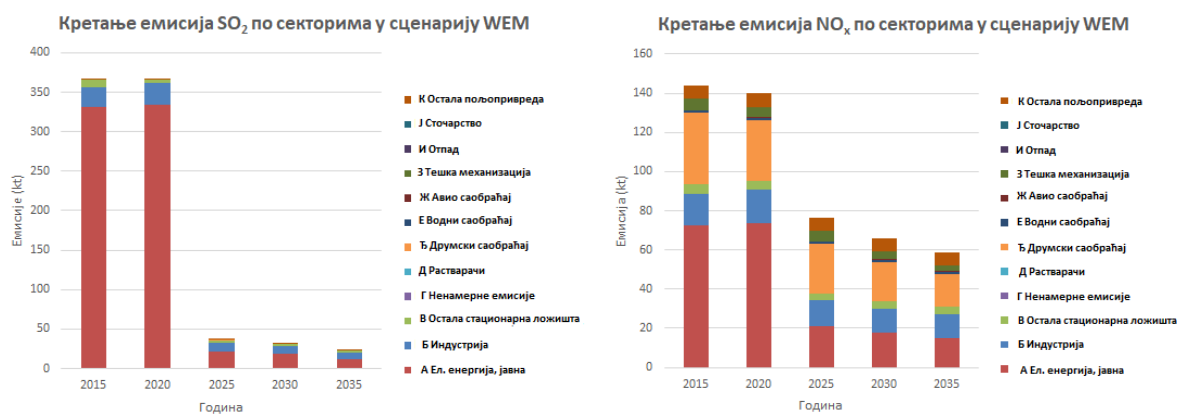 Кретање емисија SO₂ по секторима у сценарију WEM
400
350
300
250
200
150
100
50
0
Емисије (kt)
2015 2020 2025 2030 2035
Година
К Остала пољопривреда
Ј Сточарство
И Отпад
З Тешка механизација
Ж Авио саобраћај
Е Водни саобраћај
Ђ Друмски саобраћај
Д Растварачи
Г Ненамерне емисије
В Остала стационарна ложишта
Б Индустрија
А Ел. енергија, јавна
Кретање емисија NOₓ по секторима у сценарију WEM
160
140
120
100
80
60
40
20
0
Емисија (kt)
2015 2020 2025 2030 2035
Година
К Остала пољопривреда
Ј Сточарство
И Отпад
З Тешка механизација
Ж Авио саобраћај
Е Водни саобраћај
Ђ Друмски саобраћај
Д Растварачи
Г Ненамерне емисије
В Остала стационарна ложишта
Б Индустрија
А Ел. енергија, јавна